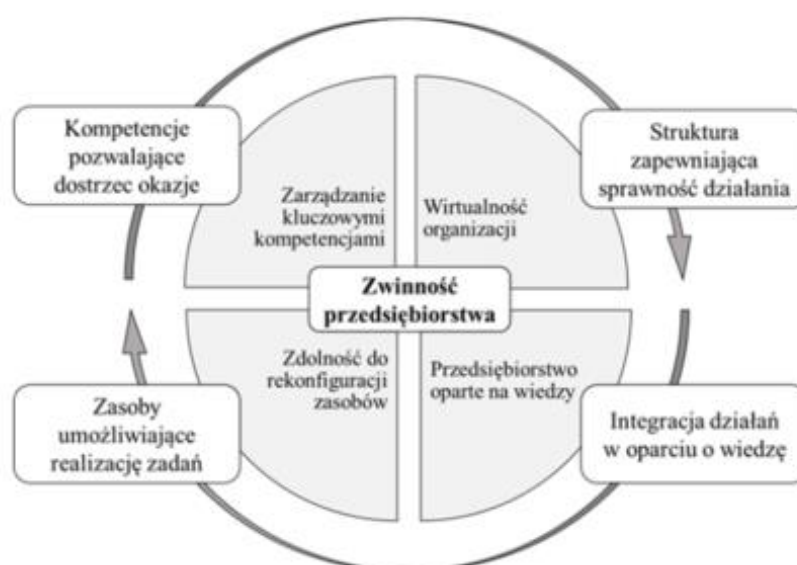 Kompetencje
pozwalające
dostrzec okazje
Struktura
zapewniająca
sprawność działania
Zarządzanie
kluczowymi
kompetencjami
Wirtualność
organizacji
Zwinność
przedsiębiorstwa
Zdolność do
rekonfiguracji
zasobów
Przedsiębiorstwo
oparte na wiedzy
Zasoby
umożliwiające
realizację zadań
Integracja działań
w oparciu o wiedzę